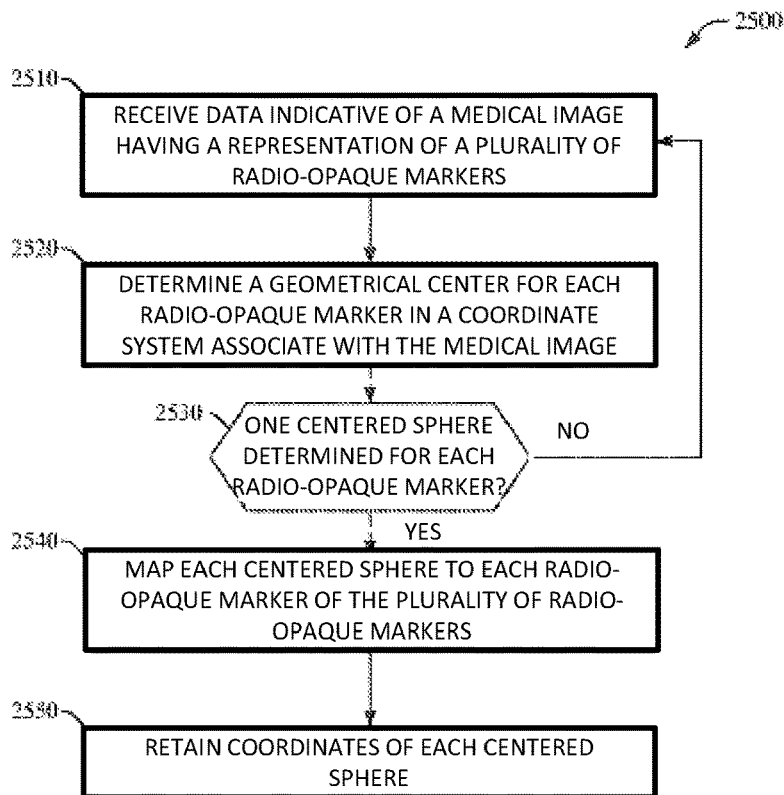 2500
2510
RECEIVE DATA INDICATIVE OF A MEDICAL IMAGE
HAVING A REPRESENTATION OF A PLURALITY OF
RADIO-OPAQUE MARKERS
2520
DETERMINE A GEOMETRICAL CENTER FOR EACH
RADIO-OPAQUE MARKER IN A COORDINATE
SYSTEM ASSOCIATE WITH THE MEDICAL IMAGE
2530
ONE CENTERED SPHERE
DETERMINED FOR EACH
RADIO-OPAQUE MARKER?
NO
YES
2540
MAP EACH CENTERED SPHERE TO EACH RADIO-
OPAQUE MARKER OF THE PLURALITY OF RADIO-
OPAQUE MARKERS
2550
RETAIN COORDINATES OF EACH CENTERED
SPHERE